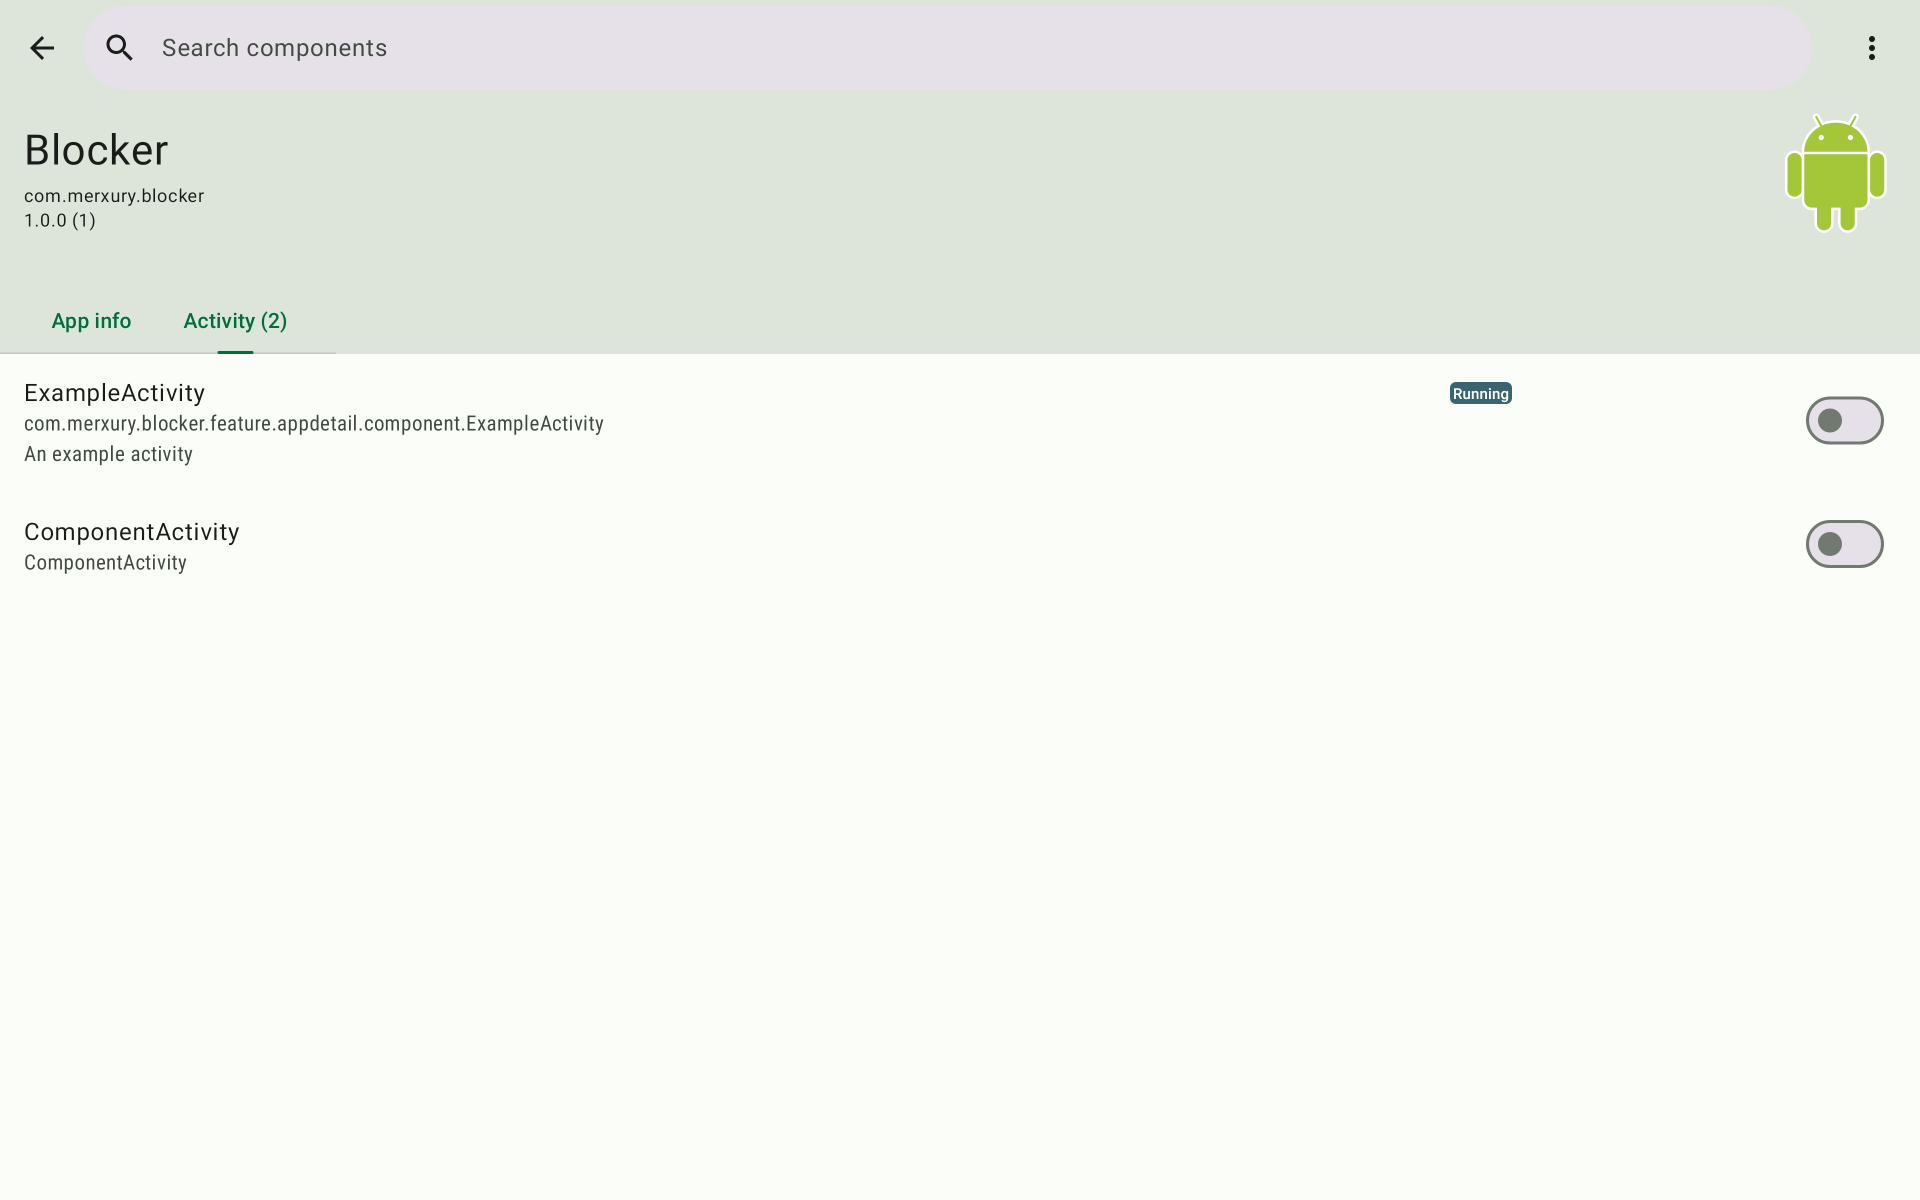 Search components
Blocker
com.merxury.blocker
1.0.0 (1)
App info
Activity (2)
ExampleActivity
Running
com.merxury.blocker.feature.appdetail.component.ExampleActivity
An example activity
ComponentActivity
ComponentActivity